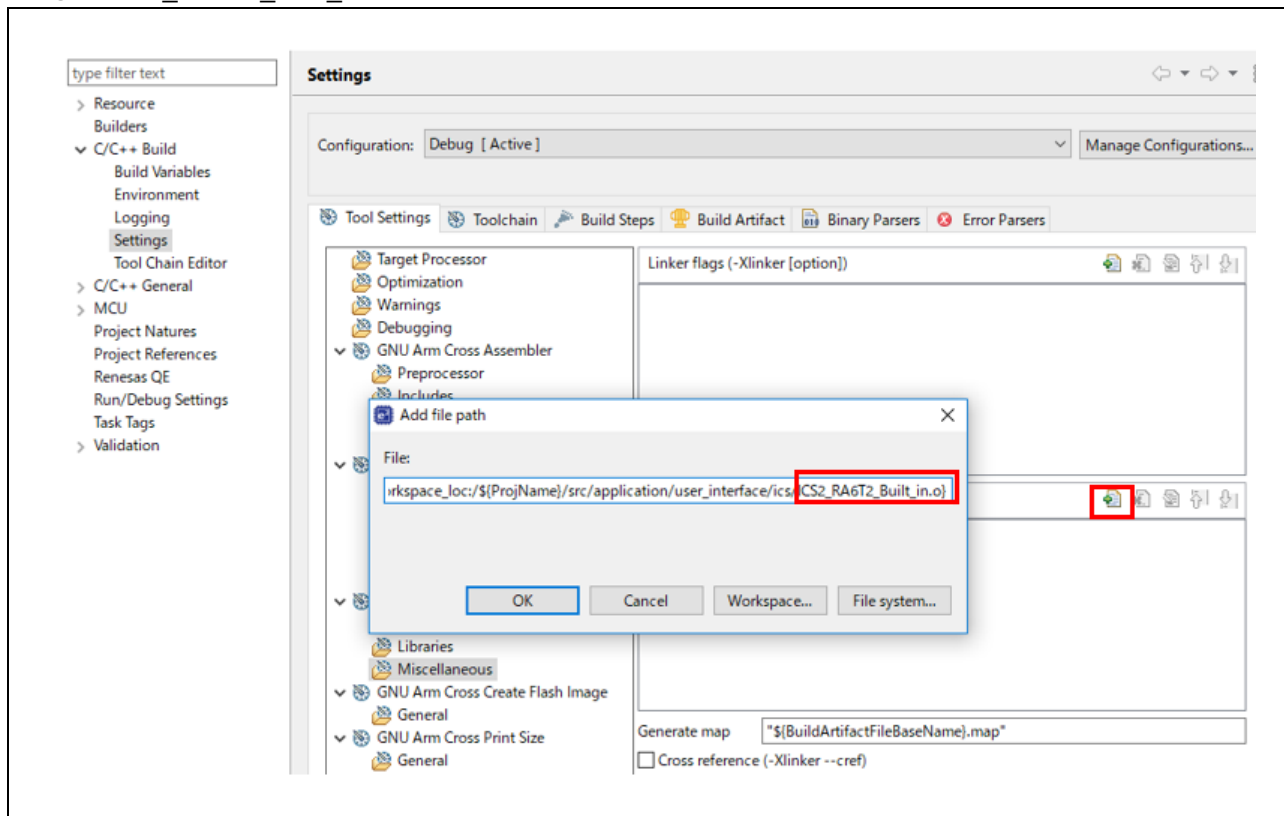 type filter text
Resource
Builders
C/C++ Build
Build Variables
Environment
Logging
Settings
Tool Chain Editor
C/C++ General
MCU
Project Natures
Project References
Renesas QE
Run/Debug Settings
Task Tags
Validation
Settings
Configuration: Debug [ Active ] Manage Configurations...
Tool Settings Toolchain Build Steps Build Artifact Binary Parsers Error Parsers
Target Processor
Optimization
Warnings
Debugging
GNU Arm Cross Assembler
Preprocessor
Includes
Linker flags (-Xlinker [option])
Add file path
File:
rkspace_loc:/${ProjName}/src/application/user_interface/ics/ICS2_RA6T2_Built_in.o}
OK Cancel Workspace... File system...
Libraries
Miscellaneous
GNU Arm Cross Create Flash Image
General
GNU Arm Cross Print Size
General
Generate map "${BuildArtifactFileBaseName}.map"
Cross reference (-Xlinker --cref)